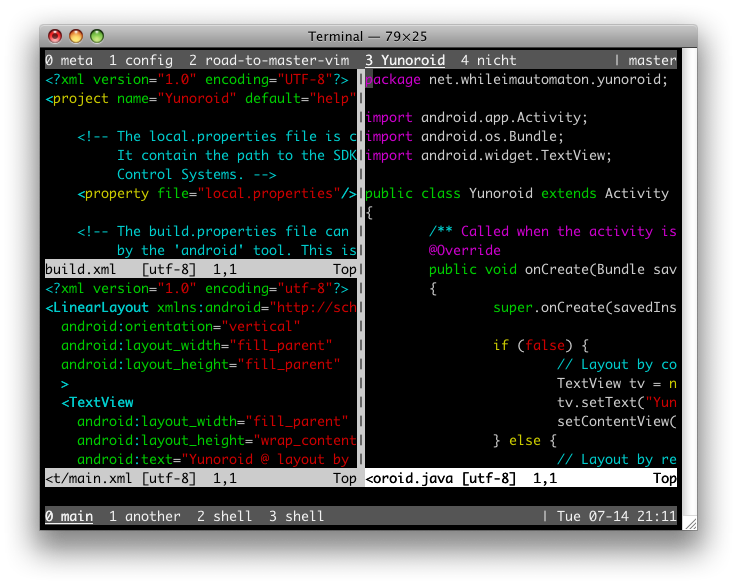 Terminal — 79×25
0 meta  1 config  2 road-to-master-vim  3 Yunoroid  4 nicht | master
<?xml version="1.0" encoding="UTF-8"?>
<project name="Yunoroid" default="help"
<!-- The local.properties file is c
It contain the path to the SDK
Control Systems. -->
<property file="local.properties"/>
<!-- The build.properties file can
by the 'android' tool. This is
build.xml   [utf-8]  1,1 Top
<?xml version="1.0" encoding="utf-8"?>
<LinearLayout xmlns:android="http://sch
android:orientation="vertical"
android:layout_width="fill_parent"
android:layout_height="fill_parent"
>
<TextView
android:layout_width="fill_parent"
android:layout_height="wrap_content
android:text="Yunoroid @ layout by
<t/main.xml [utf-8]  1,1 Top
package net.whileimautomaton.yunoroid;
import android.app.Activity;
import android.os.Bundle;
import android.widget.TextView;
public class Yunoroid extends Activity
{
/** Called when the activity is
@Override
public void onCreate(Bundle sav
{
super.onCreate(savedIns
if (false) {
// Layout by co
TextView tv = n
tv.setText("Yun
setContentView(
} else {
// Layout by re
<oroid.java [utf-8]  1,1 Top
0 main  1 another  2 shell  3 shell | Tue 07-14 21:11